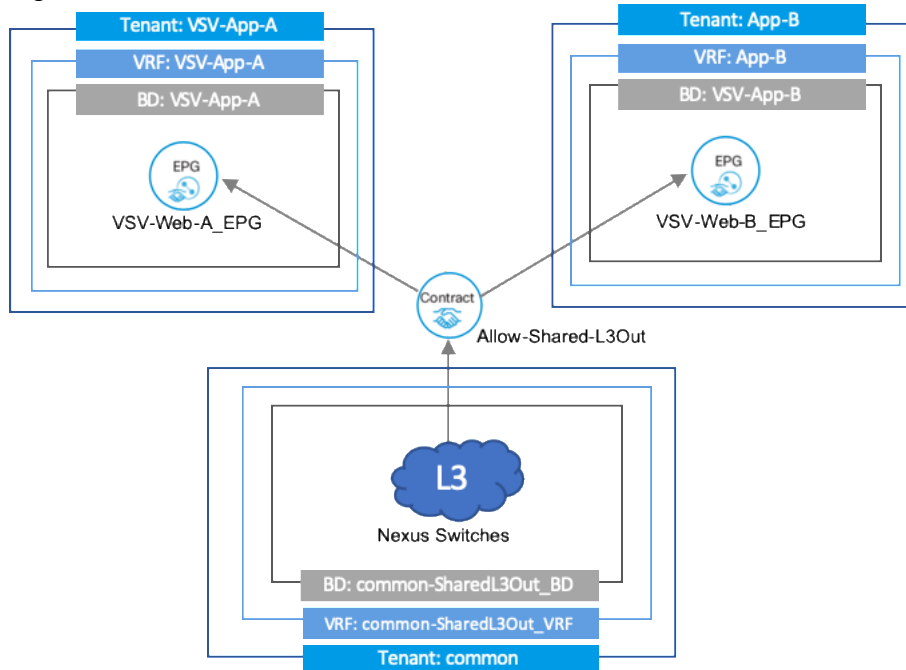 Tenant: VSV-App-A
VRF: VSV-App-A
BD: VSV-App-A
EPG
VSV-Web-A_EPG
Tenant: App-B
VRF: App-B
BD: VSV-App-B
EPG
VSV-Web-B_EPG
Contract
Allow-Shared-L3Out
L3
Nexus Switches
BD: common-SharedL3Out_BD
VRF: common-SharedL3Out_VRF
Tenant: common